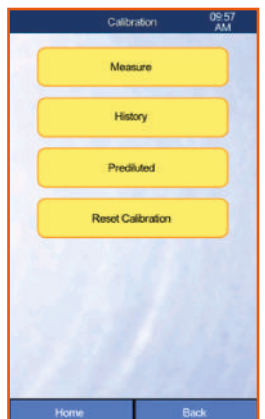 Calibration 09:57 AM
Measure
History
Prediluted
Reset Calibration
Home Back